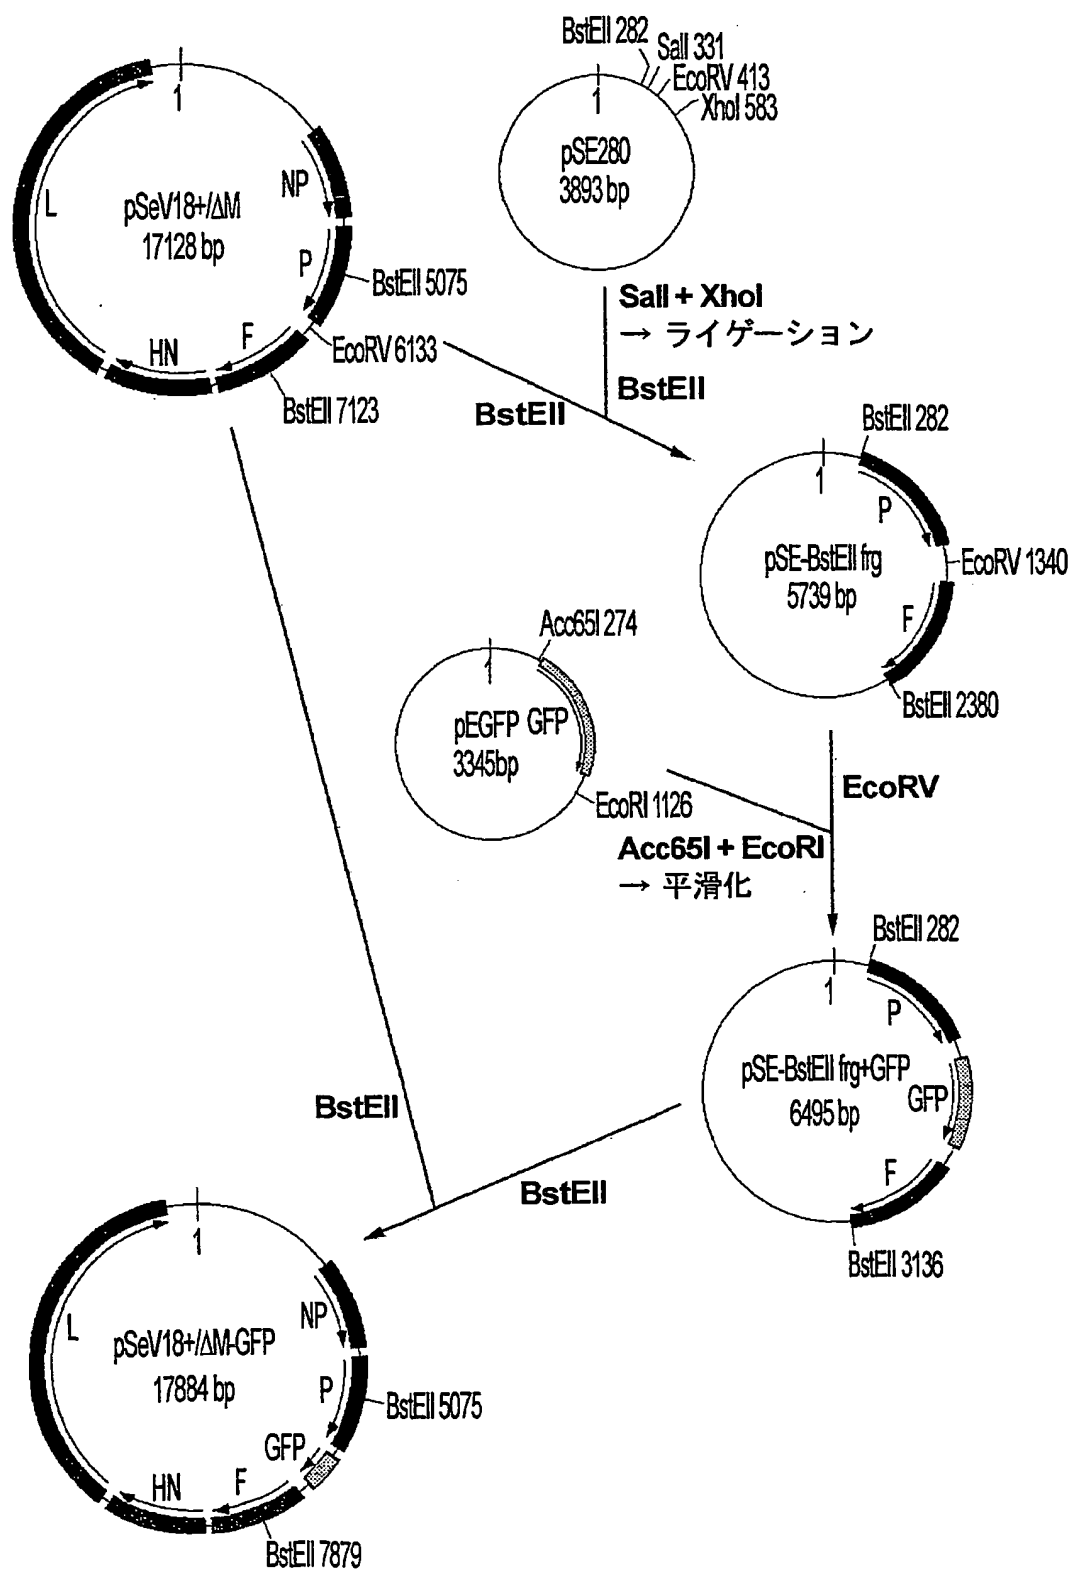 1
L
NP
pSeV18+/ΔM
17128 bp
P
BstEII 5075
F
HN
EcoRV 6133
BstEII 7123
BstEII 282
SalI 331
EcoRV 413
XhoI 583
1
pSE280
3893 bp
SalI + XhoI
→ ライゲーション
BstEII
BstEII
BstEII 282
1
P
pSE-BstEII frg
5739 bp
EcoRV 1340
F
BstEII 2380
Acc65I 274
1
pEGFP GFP
3345bp
EcoRI 1126
EcoRV
Acc65I + EcoRI
→ 平滑化
BstEII 282
1
P
pSE-BstEII frg+GFP
6495 bp
GFP
F
BstEII 3136
BstEII
BstEII
1
L
NP
pSeV18+/ΔM-GFP
17884 bp
P
BstEII 5075
GFP
F
HN
BstEII 7879